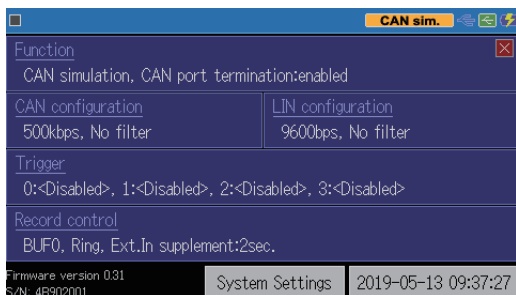 CAN sim.
Function
CAN simulation, CAN port termination:enabled
CAN configuration
500kbps, No filter
LIN configuration
9600bps, No filter
Trigger
0:<Disabled>, 1:<Disabled>, 2:<Disabled>, 3:<Disabled>
Record control
BUF0, Ring, Ext.In supplement:2sec.
Firmware version 0.31
S/N: 4B902001
System Settings
2019-05-13 09:37:27